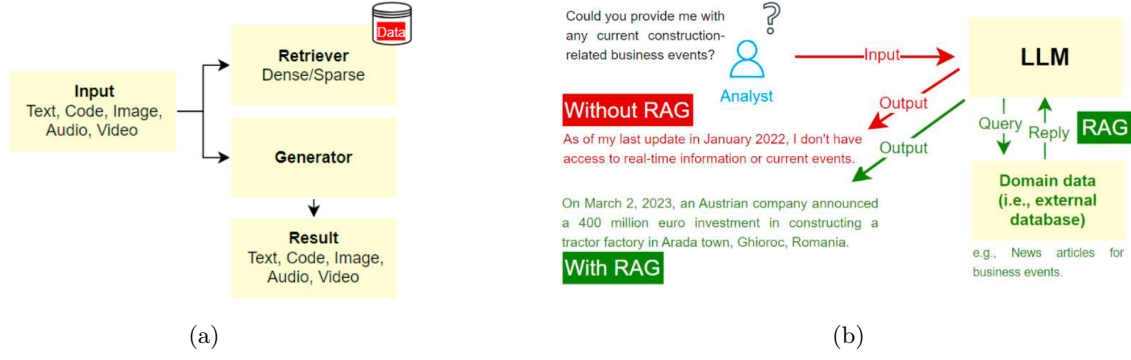 Data
Retriever
Dense/Sparse
Input
Text, Code, Image,
Audio, Video
Generator
Result
Text, Code, Image,
Audio, Video
(a)
Could you provide me with
any current construction-
related business events?
?
Analyst
Input
LLM
Without RAG
Output
As of my last update in January 2022, I don't have
access to real-time information or current events.
Output
Query
Reply
RAG
On March 2, 2023, an Austrian company announced
a 400 million euro investment in constructing a
tractor factory in Arada town, Ghioroc, Romania.
With RAG
Domain data
(i.e., external
database)
e.g., News articles for
business events.
(b)